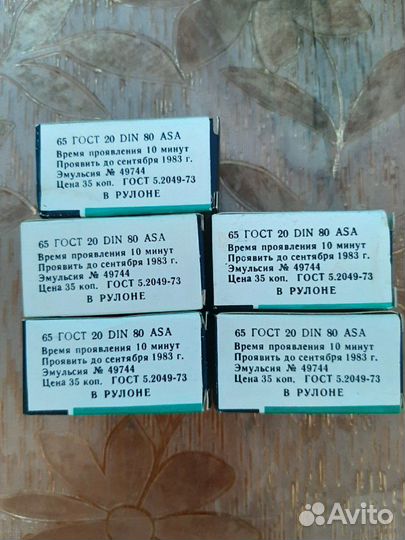 65 ГОСТ 20 DIN 80 ASA
Время проявления 10 минут
Проявить до сентября 1983 г.
Эмульсия № 49744
Цена 35 коп. ГОСТ 5.2049-73
В РУЛОНЕ
65 ГОСТ 20 DIN 80 ASA
Время проявления 10 минут
Проявить до сентября 1983 г.
Эмульсия № 49744
Цена 35 коп. ГОСТ 5.2049-73
В РУЛОНЕ
65 ГОСТ 20 DIN 80 ASA
Время проявления 10 минут
Проявить до сентября 1983 г.
Эмульсия № 49744
Цена 35 коп. ГОСТ 5.2049-73
В РУЛОНЕ
65 ГОСТ 20 DIN 80 ASA
Время проявления 10 минут
Проявить до сентября 1983 г.
Эмульсия № 49744
Цена 35 коп. ГОСТ 5.2049-73
В РУЛОНЕ
65 ГОСТ 20 DIN 80 ASA
Время проявления 10 минут
Проявить до сентября 1983 г.
Эмульсия № 49744
Цена 35 коп. ГОСТ 5.2049-73
В РУЛОНЕ
Avito